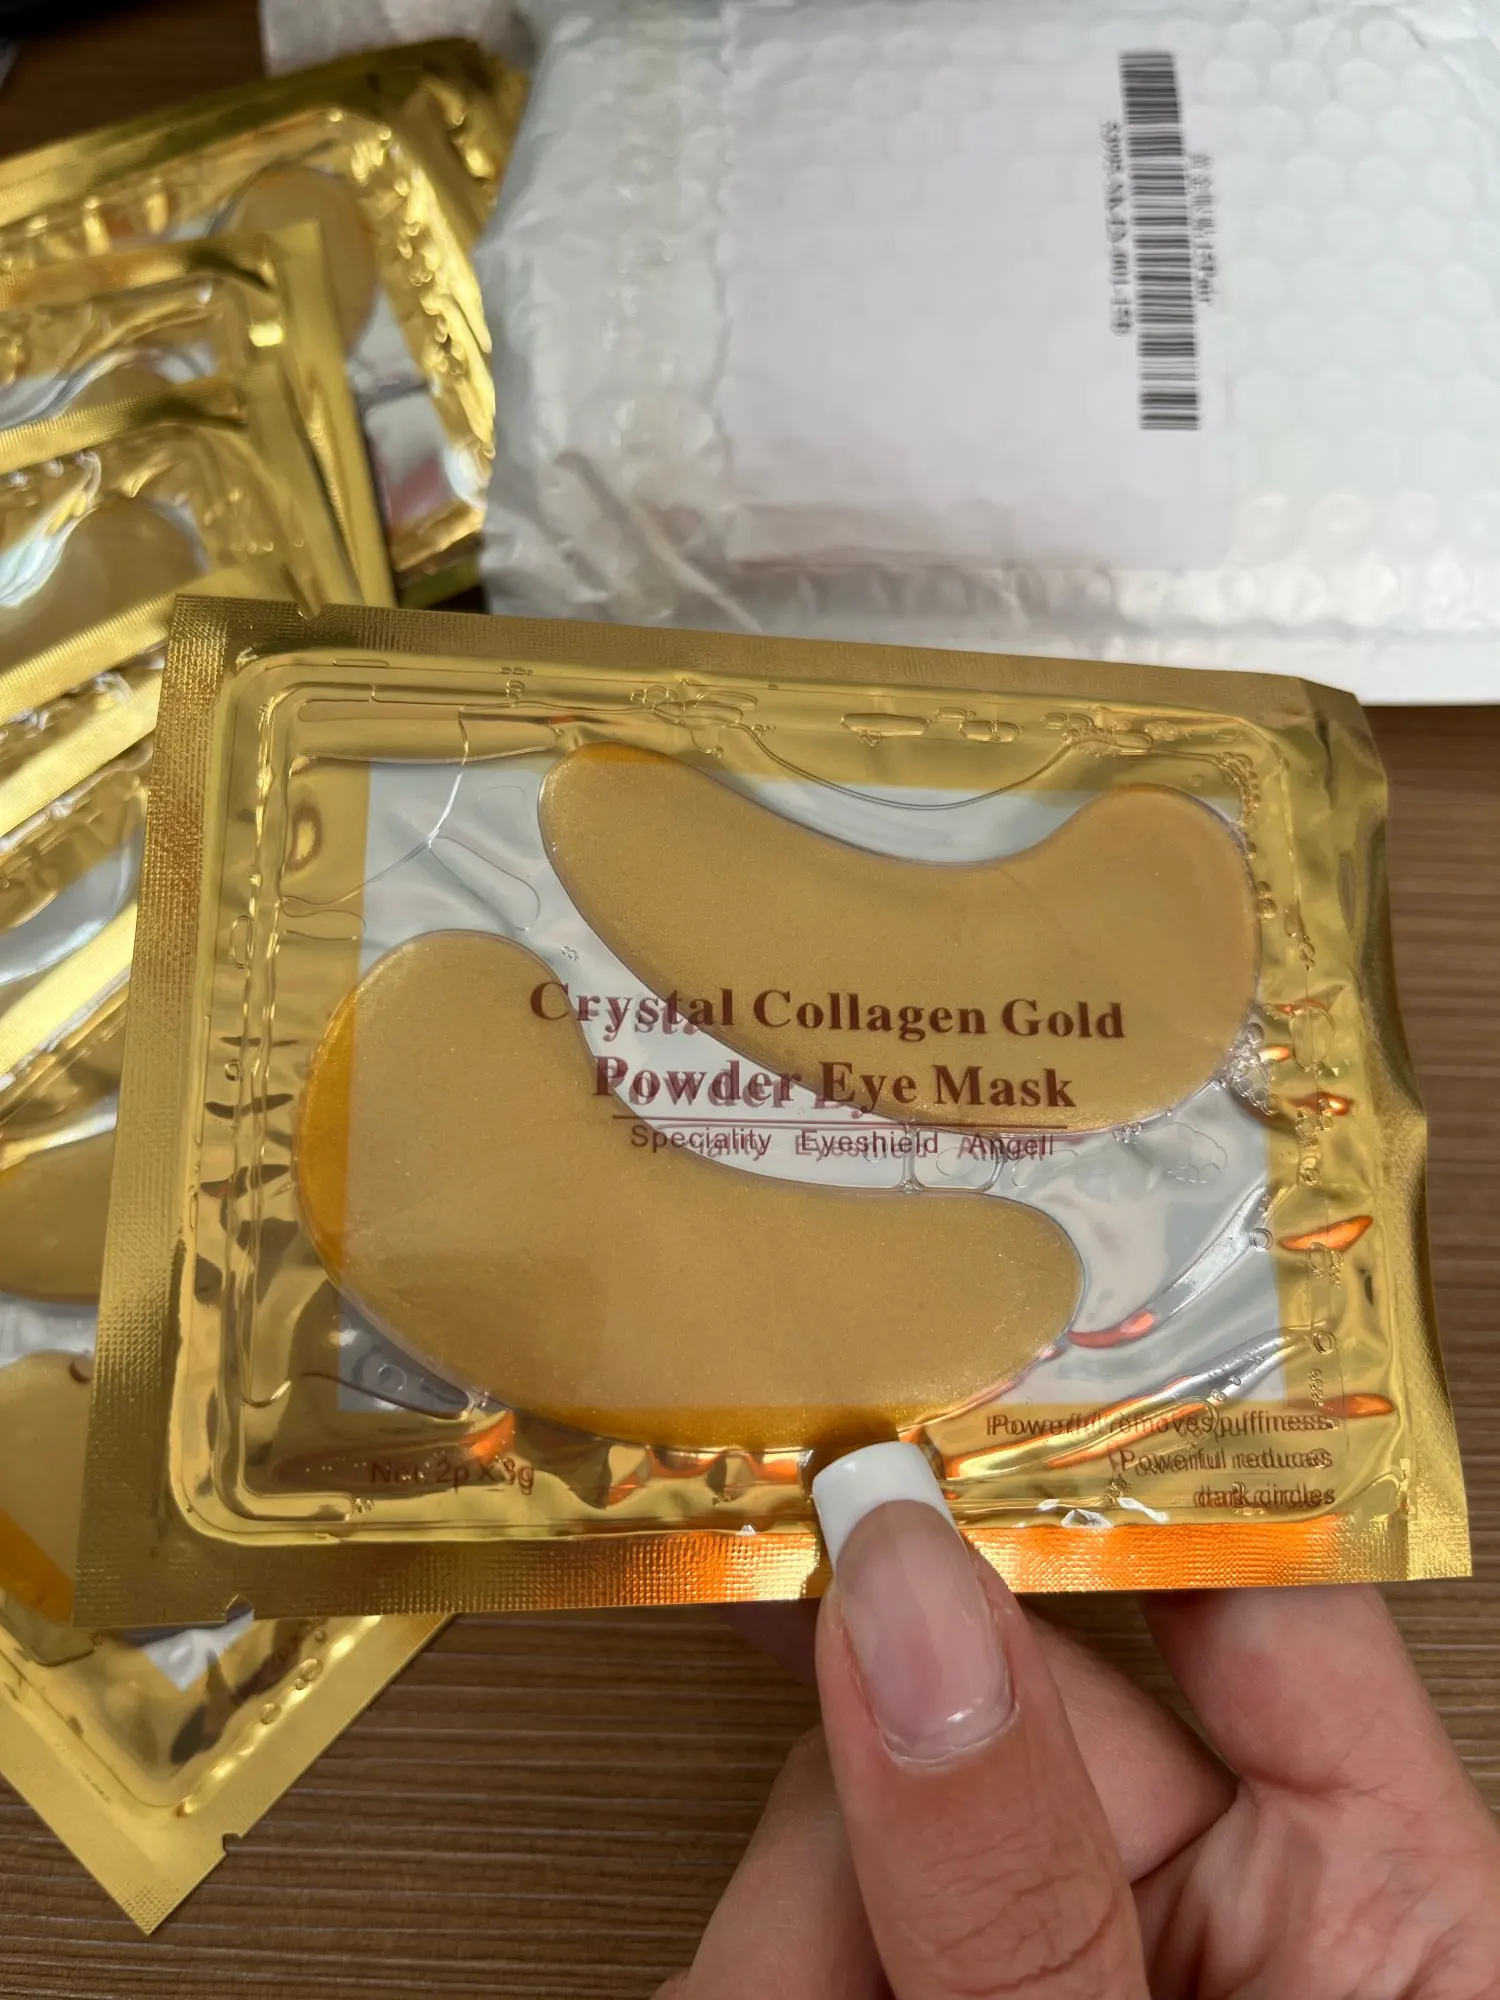 15Pair
Crystal Collagen Gold
Powder Eye Mask
Speciality Eyeshield Angell
Net: 2p X 3g
Powerful removes puffiness.
Powerful reduces
dark circles